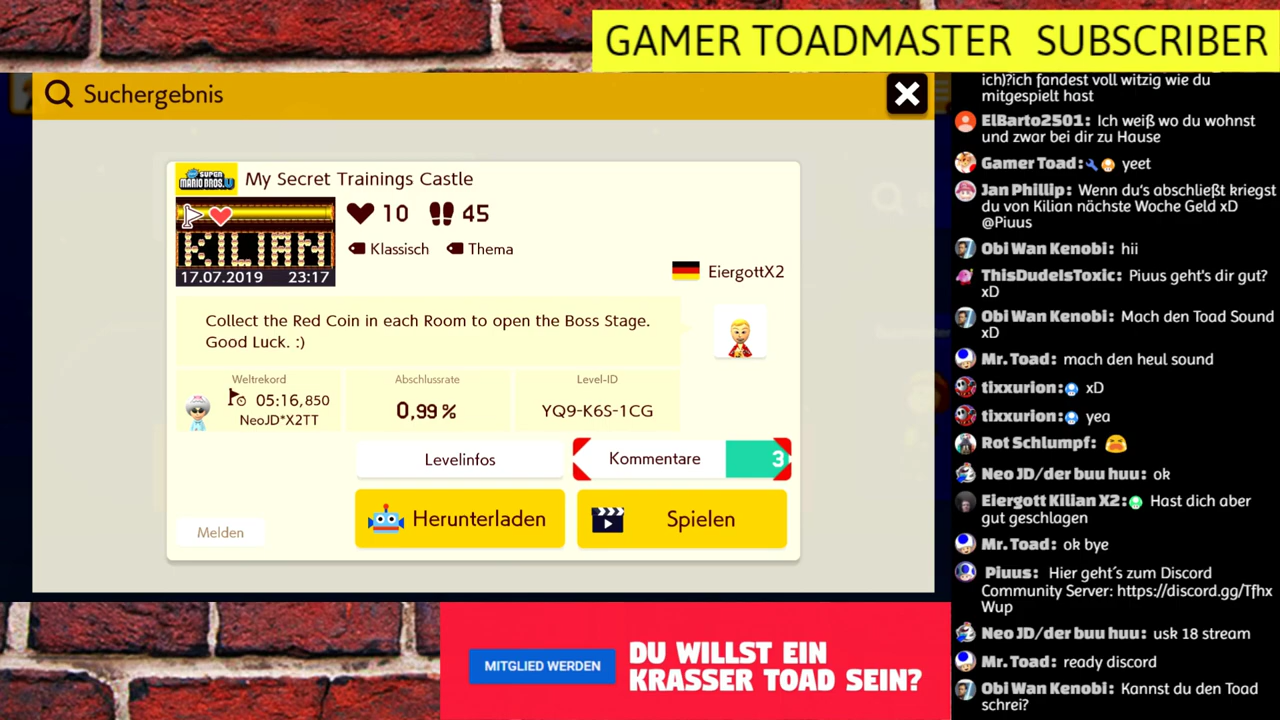 GAMER TOADMASTER SUBSCRIBER
Suchergebnis
SUPER
MARIO BROS. U
My Secret Trainings Castle
10
45
KILIAN
Klassisch
Thema
17.07.2019 23:17
EiergottX2
Collect the Red Coin in each Room to open the Boss Stage.
Good Luck. :)
Weltrekord
05:16,850
NeoJD*X2TT
Abschlussrate
0,99 %
Level-ID
YQ9-K6S-1CG
Levelinfos
Kommentare
3
Melden
Herunterladen
Spielen
MITGLIED WERDEN
DU WILLST EIN
KRASSER TOAD SEIN?
ich)?ich fandest voll witzig wie du
mitgespielt hast
ElBarto2501: Ich weiß wo du wohnst
und zwar bei dir zu Hause
Gamer Toad: yeet
Jan Phillip: Wenn du's abschließt kriegst
du von Kilian nächste Woche Geld xD
@Piuus
Obi Wan Kenobi: hii
ThisDudeIsToxic: Piuus geht's dir gut?
xD
Obi Wan Kenobi: Mach den Toad Sound
xD
Mr. Toad: mach den heul sound
tixxurion: xD
tixxurion: yea
Rot Schlumpf: 😫
Neo JD/der buu huu: ok
Eiergott Kilian X2: Hast dich aber
gut geschlagen
Mr. Toad: ok bye
Piuus: Hier geht´s zum Discord
Community Server: https://discord.gg/Tfhx
Wup
Neo JD/der buu huu: usk 18 stream
Mr. Toad: ready discord
Obi Wan Kenobi: Kannst du den Toad
schrei?